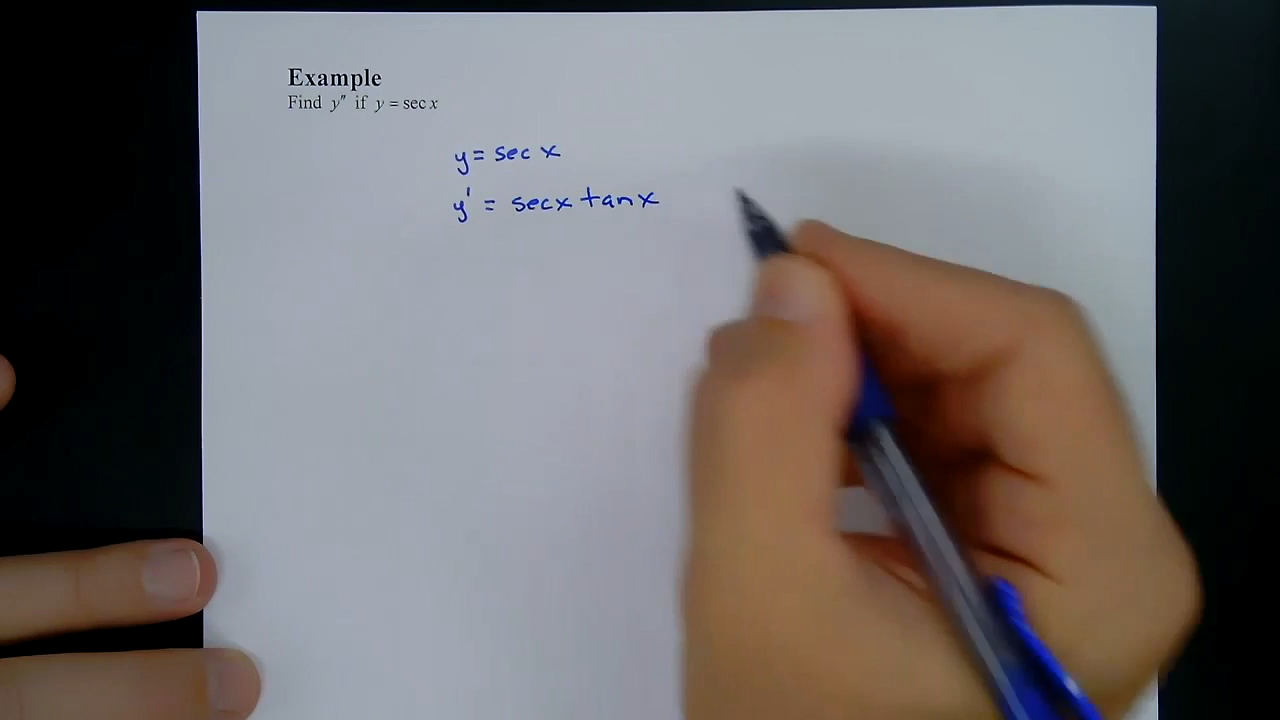 Example
Find y″ if y = sec x
y = sec x
y' = secx tanx